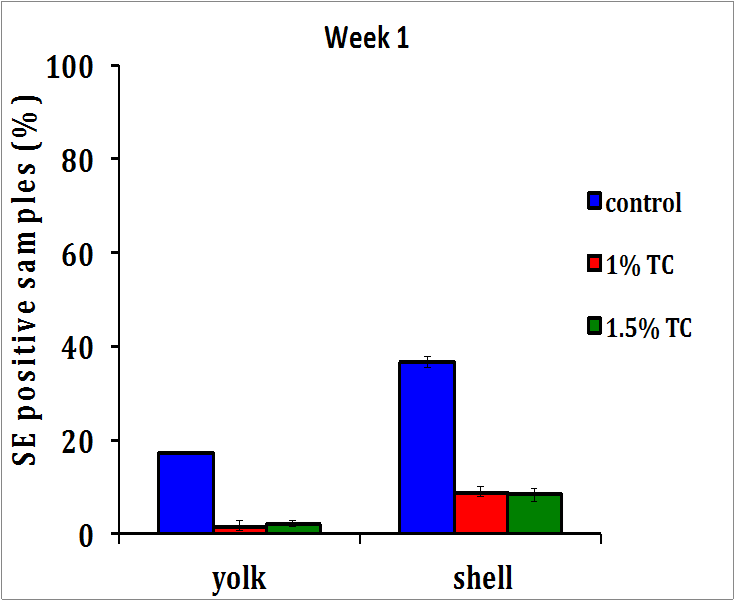 Week 1
SE positive samples (%)
100
80
60
40
20
0
yolk
shell
control
1% TC
1.5% TC